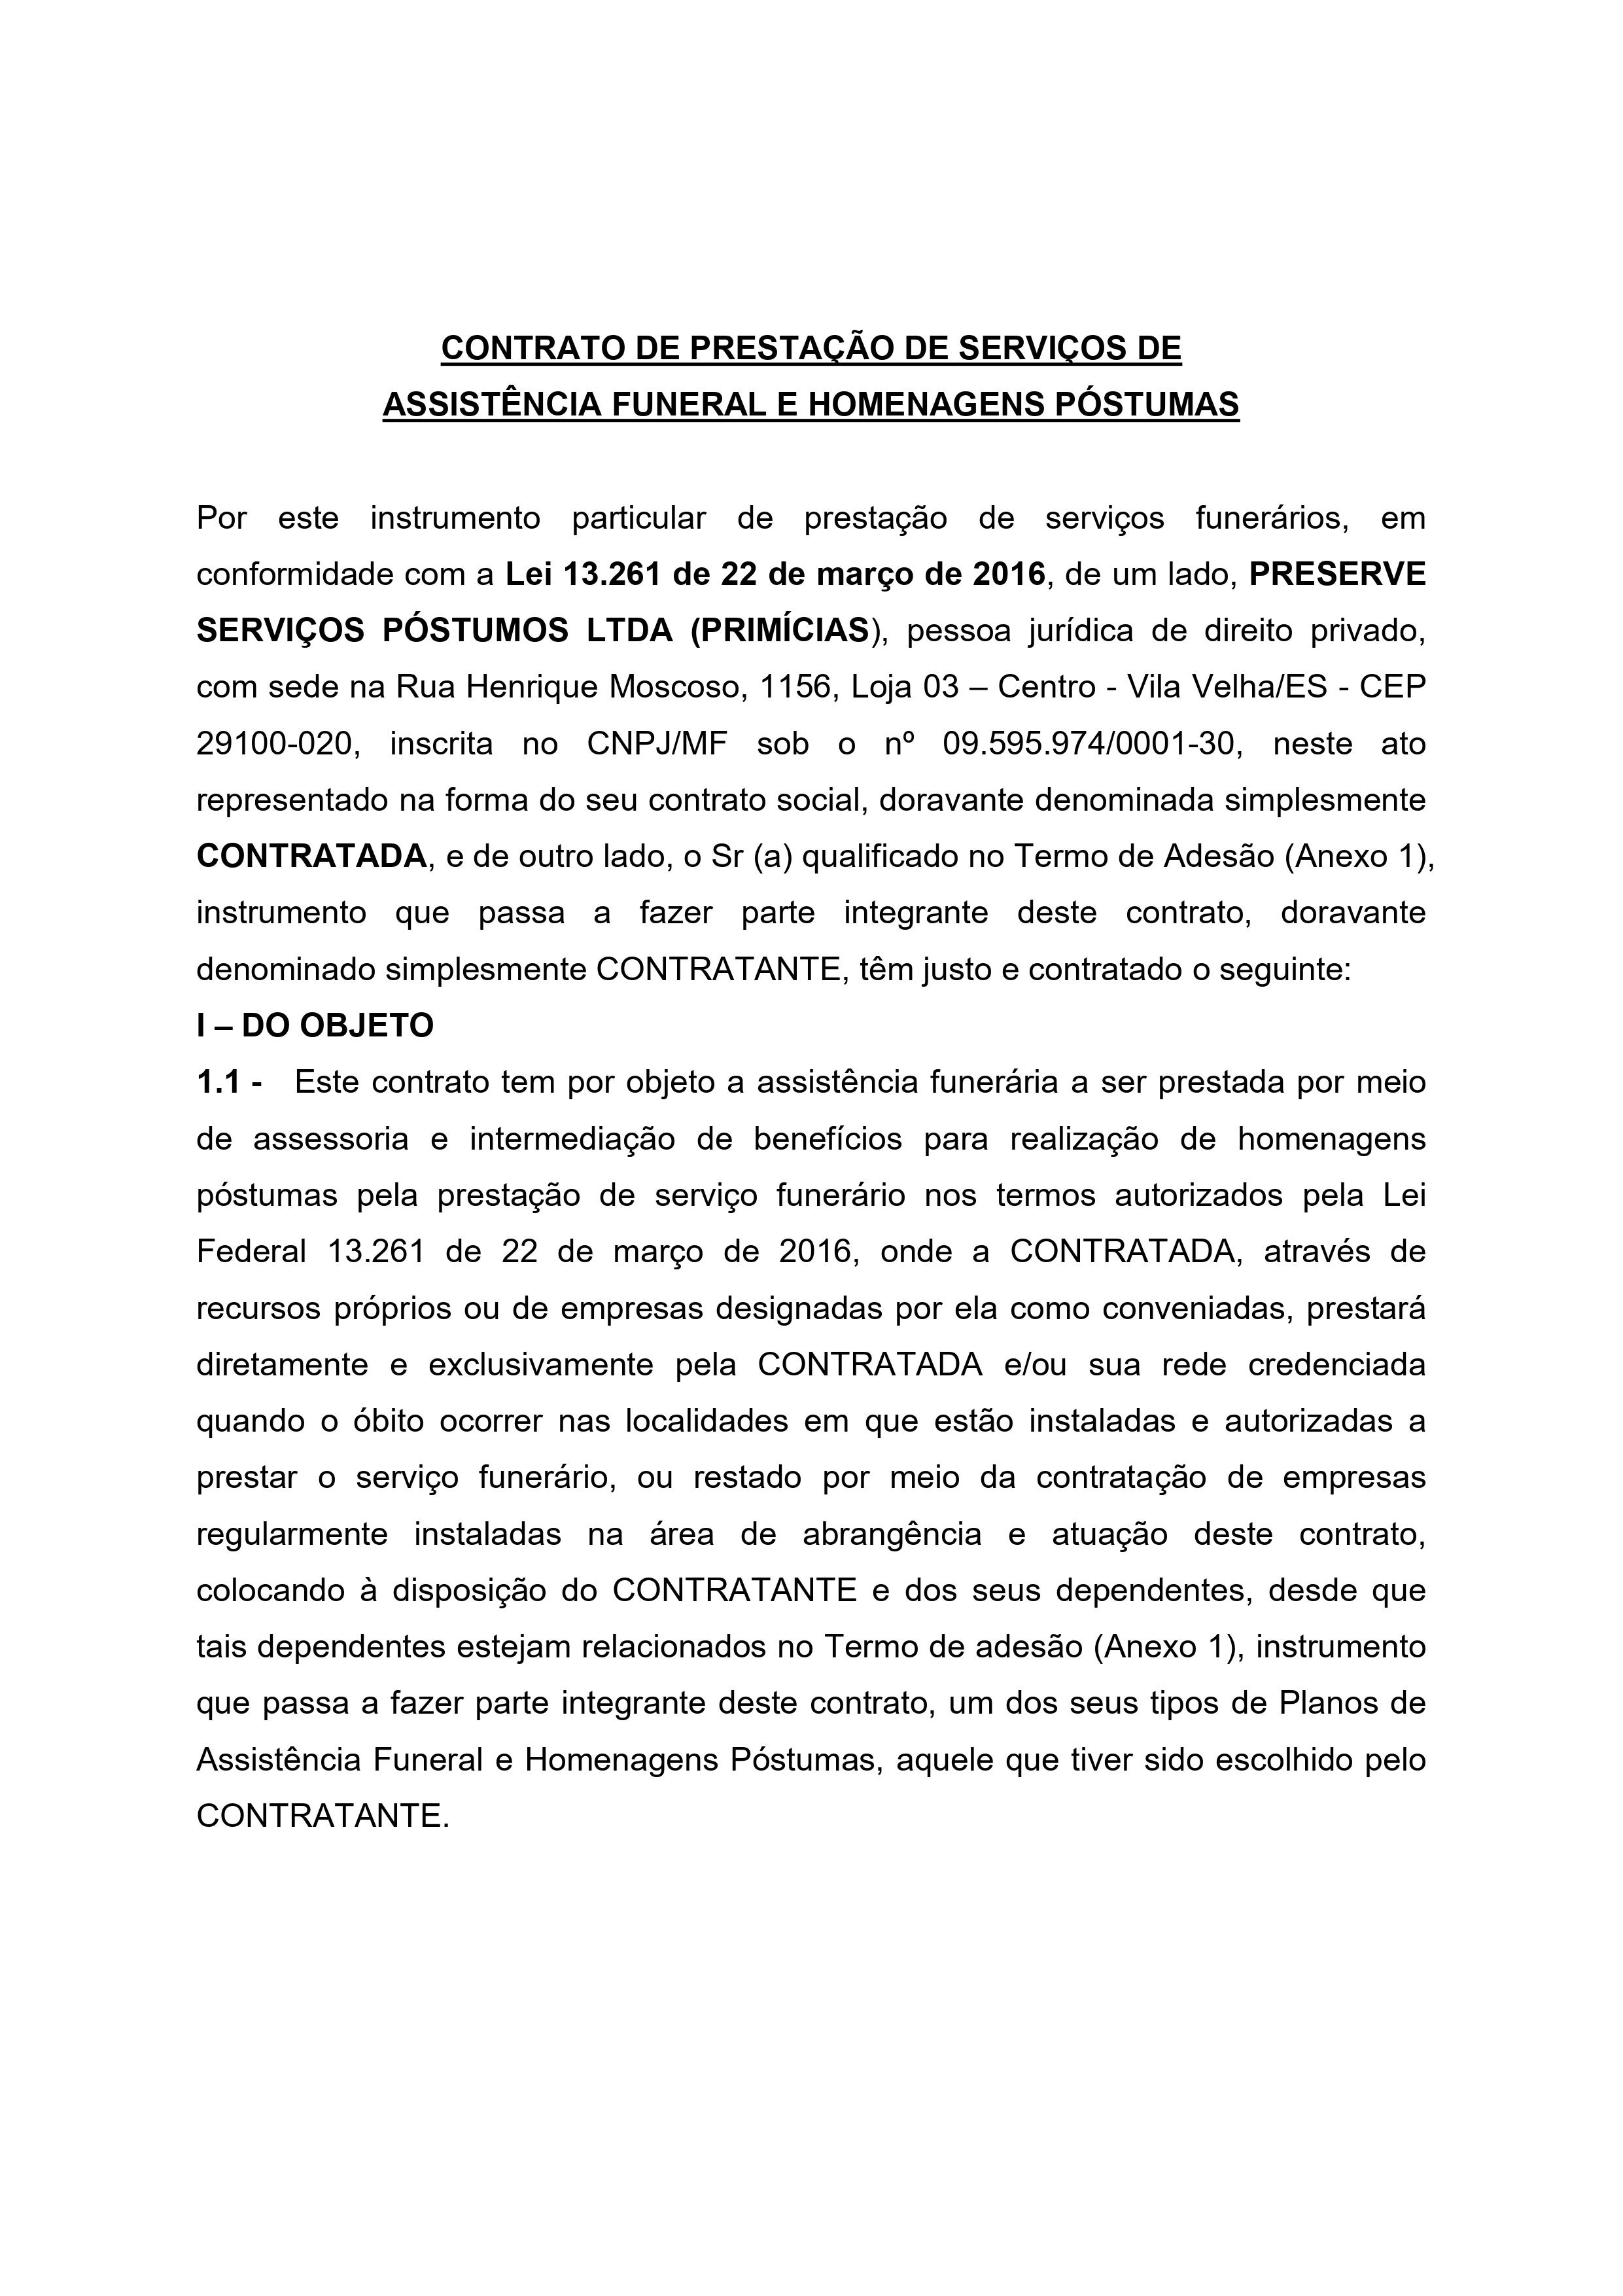 CONTRATO DE PRESTAÇÃO DE SERVIÇOS DE
ASSISTÊNCIA FUNERAL E HOMENAGENS PÓSTUMAS
Por este instrumento particular de prestação de serviços funerários, em
conformidade com a Lei 13.261 de 22 de março de 2016, de um lado, PRESERVE
SERVIÇOS PÓSTUMOS LTDA (PRIMÍCIAS), pessoa jurídica de direito privado,
com sede na Rua Henrique Moscoso, 1156, Loja 03 – Centro - Vila Velha/ES - CEP
29100-020, inscrita no CNPJ/MF sob o nº 09.595.974/0001-30, neste ato
representado na forma do seu contrato social, doravante denominada simplesmente
CONTRATADA, e de outro lado, o Sr (a) qualificado no Termo de Adesão (Anexo 1),
instrumento que passa a fazer parte integrante deste contrato, doravante
denominado simplesmente CONTRATANTE, têm justo e contratado o seguinte:
I – DO OBJETO
1.1 - Este contrato tem por objeto a assistência funerária a ser prestada por meio
de assessoria e intermediação de benefícios para realização de homenagens
póstumas pela prestação de serviço funerário nos termos autorizados pela Lei
Federal 13.261 de 22 de março de 2016, onde a CONTRATADA, através de
recursos próprios ou de empresas designadas por ela como conveniadas, prestará
diretamente e exclusivamente pela CONTRATADA e/ou sua rede credenciada
quando o óbito ocorrer nas localidades em que estão instaladas e autorizadas a
prestar o serviço funerário, ou restado por meio da contratação de empresas
regularmente instaladas na área de abrangência e atuação deste contrato,
colocando à disposição do CONTRATANTE e dos seus dependentes, desde que
tais dependentes estejam relacionados no Termo de adesão (Anexo 1), instrumento
que passa a fazer parte integrante deste contrato, um dos seus tipos de Planos de
Assistência Funeral e Homenagens Póstumas, aquele que tiver sido escolhido pelo
CONTRATANTE.